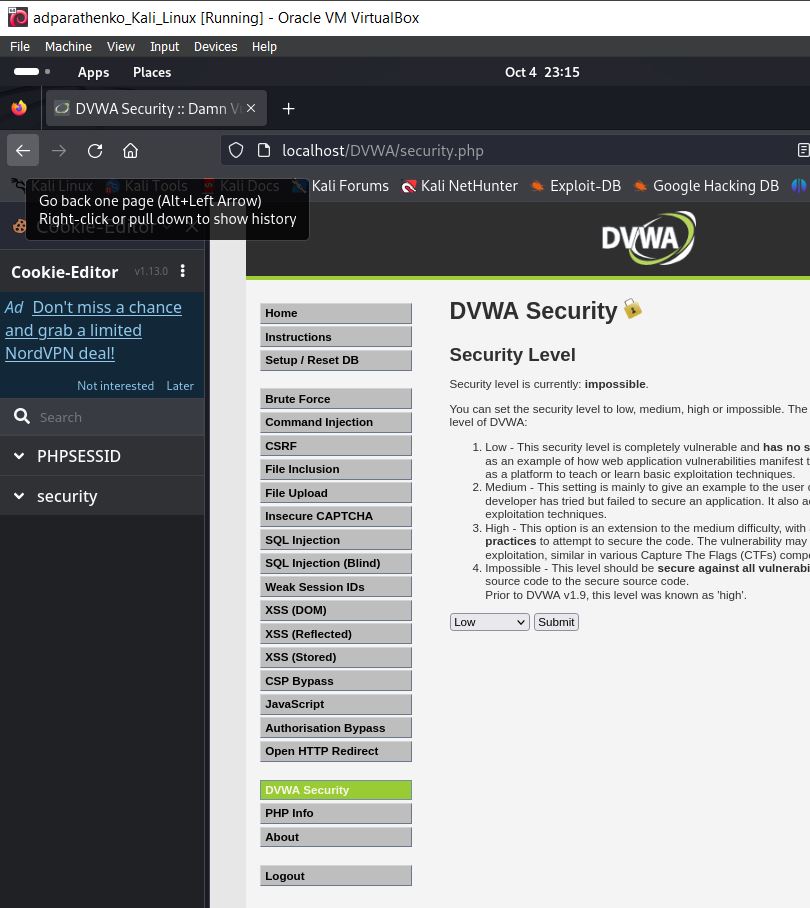 adparathenko_Kali_Linux [Running] - Oracle VM VirtualBox
File Machine View Input Devices Help
Apps Places Oct 4 23:15
DVWA Security :: Damn Vu
localhost/DVWA/security.php
Kali Linux Kali Tools Kali Docs Kali Forums Kali NetHunter Exploit-DB Google Hacking DB
Go back one page (Alt+Left Arrow)
Right-click or pull down to show history
Cookie-Editor
Cookie-Editor v1.13.0
Ad Don't miss a chance
and grab a limited
NordVPN deal!
Not interested Later
Search
PHPSESSID
security
DVWA
Home
Instructions
Setup / Reset DB
Brute Force
Command Injection
CSRF
File Inclusion
File Upload
Insecure CAPTCHA
SQL Injection
SQL Injection (Blind)
Weak Session IDs
XSS (DOM)
XSS (Reflected)
XSS (Stored)
CSP Bypass
JavaScript
Authorisation Bypass
Open HTTP Redirect
DVWA Security
PHP Info
About
Logout
DVWA Security
Security Level
Security level is currently: impossible.
You can set the security level to low, medium, high or impossible. The
level of DVWA:
1. Low - This security level is completely vulnerable and has no s
as an example of how web application vulnerabilities manifest t
as a platform to teach or learn basic exploitation techniques.
2. Medium - This setting is mainly to give an example to the user
developer has tried but failed to secure an application. It also a
exploitation techniques.
3. High - This option is an extension to the medium difficulty, with
practices to attempt to secure the code. The vulnerability may
exploitation, similar in various Capture The Flags (CTFs) comp
4. Impossible - This level should be secure against all vulnerabi
source code to the secure source code.
Prior to DVWA v1.9, this level was known as 'high'.
Low Submit